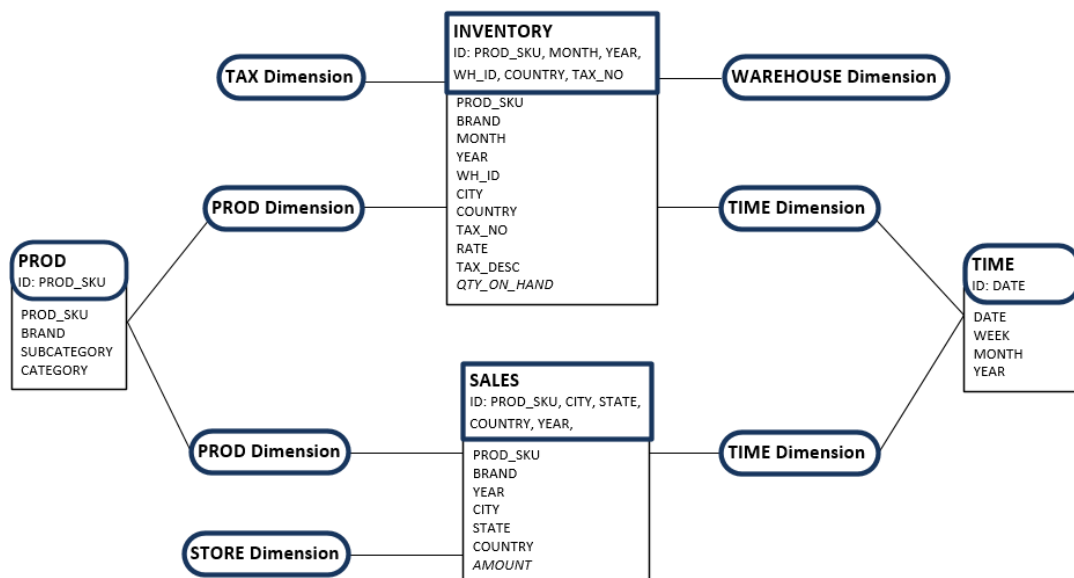 INVENTORY
ID: PROD_SKU, MONTH, YEAR,
WH_ID, COUNTRY, TAX_NO
PROD_SKU
BRAND
MONTH
YEAR
WH_ID
CITY
COUNTRY
TAX_NO
RATE
TAX_DESC
QTY_ON_HAND
TAX Dimension
WAREHOUSE Dimension
PROD Dimension
TIME Dimension
PROD
ID: PROD_SKU
PROD_SKU
BRAND
SUBCATEGORY
CATEGORY
TIME
ID: DATE
DATE
WEEK
MONTH
YEAR
SALES
ID: PROD_SKU, CITY, STATE,
COUNTRY, YEAR,
PROD_SKU
BRAND
YEAR
CITY
STATE
COUNTRY
AMOUNT
PROD Dimension
TIME Dimension
STORE Dimension